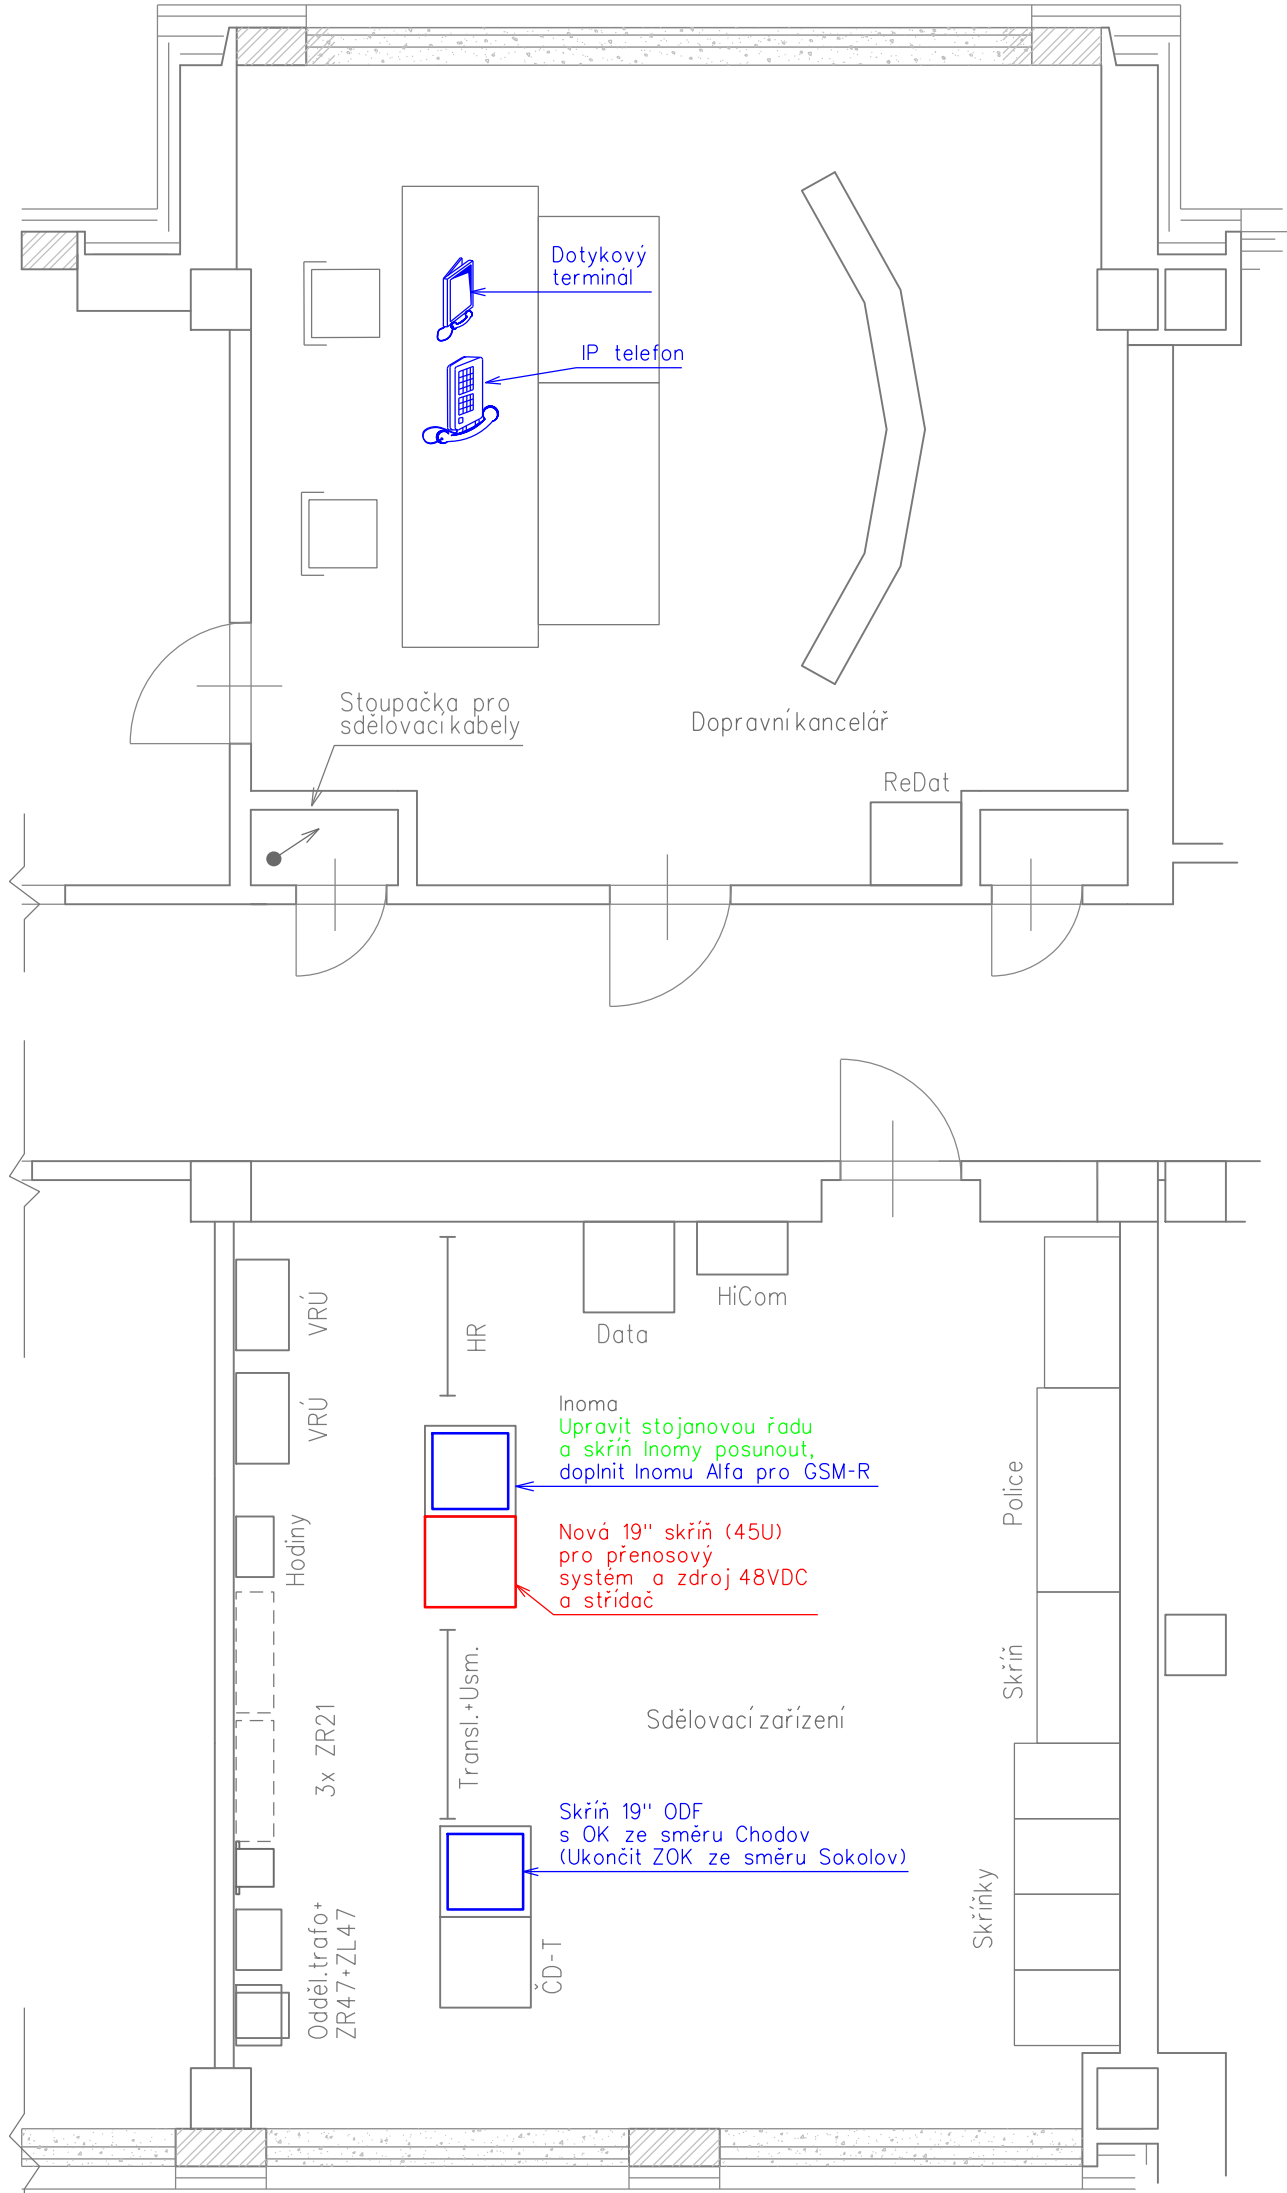 Dotykový
terminál
IP telefon
Stoupačka pro
sdělovací kabely
Dopravní kancelář
ReDat
VRÚ
HR
Data
HiCom
VRÚ
Inoma
Upravit stojanovou řadu
a skříň Inomy posunout,
doplnit Inomu Alfa pro GSM-R
Police
Hodiny
Nová 19" skříň (45U)
pro přenosový
systém a zdroj 48VDC
a střídač
Skříň
3x ZR21
Transl.+Usm.
Sdělovací zařízení
Skříň 19" ODF
s OK ze směru Chodov
(Ukončit ZOK ze směru Sokolov)
Skříňky
Odděl.trafo+
ZR47+ZL47
ČD-T